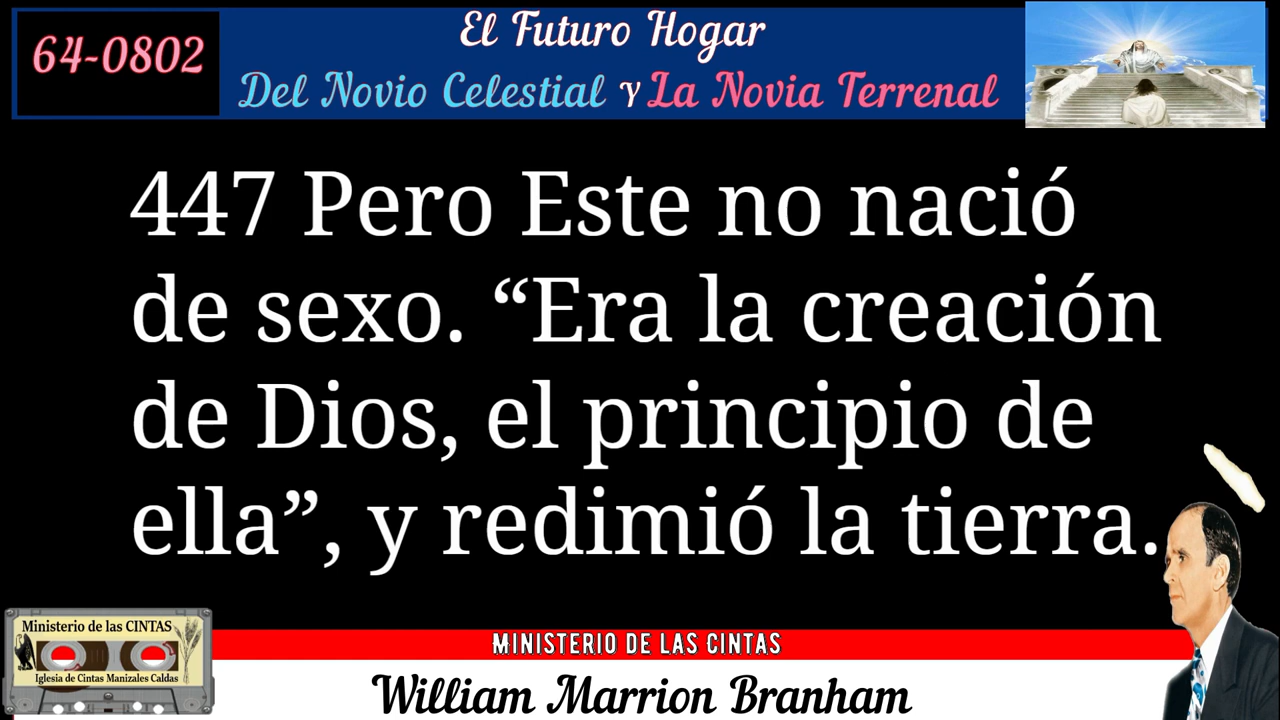 64-0802
El Futuro Hogar
Del Novio Celestial Y La Novia Terrenal
447 Pero Este no nació
de sexo. “Era la creación
de Dios, el principio de
ella”, y redimió la tierra.
Ministerio de las CINTAS
Iglesia de Cintas Manizales Caldas
MINISTERIO DE LAS CINTAS
William Marrion Branham